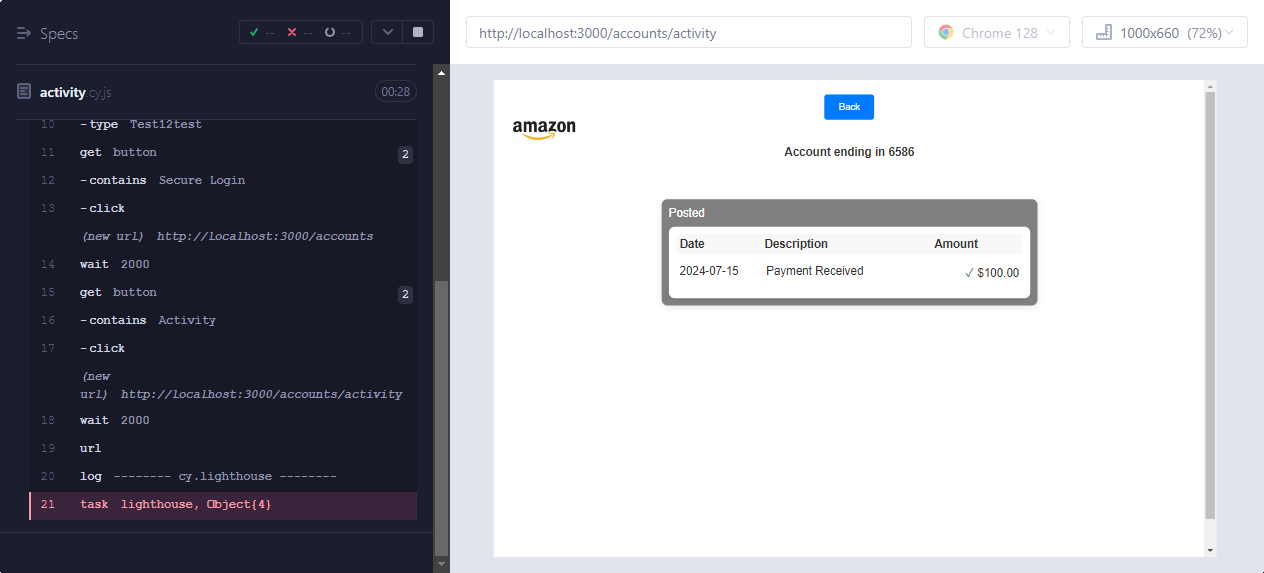 Specs
-- -- --
activity.cy.js 00:28
10 -type Test12test
11 get button 2
12 -contains Secure Login
13 -click
(new url) http://localhost:3000/accounts
14 wait 2000
15 get button 2
16 -contains Activity
17 -click
(new
url) http://localhost:3000/accounts/activity
18 wait 2000
19 url
20 log -------- cy.lighthouse --------
21 task lighthouse, Object{4}
http://localhost:3000/accounts/activity
Chrome 128
1000x660 (72%)
Back
amazon
Account ending in 6586
Posted
Date Description Amount
2024-07-15 Payment Received ✓ $100.00